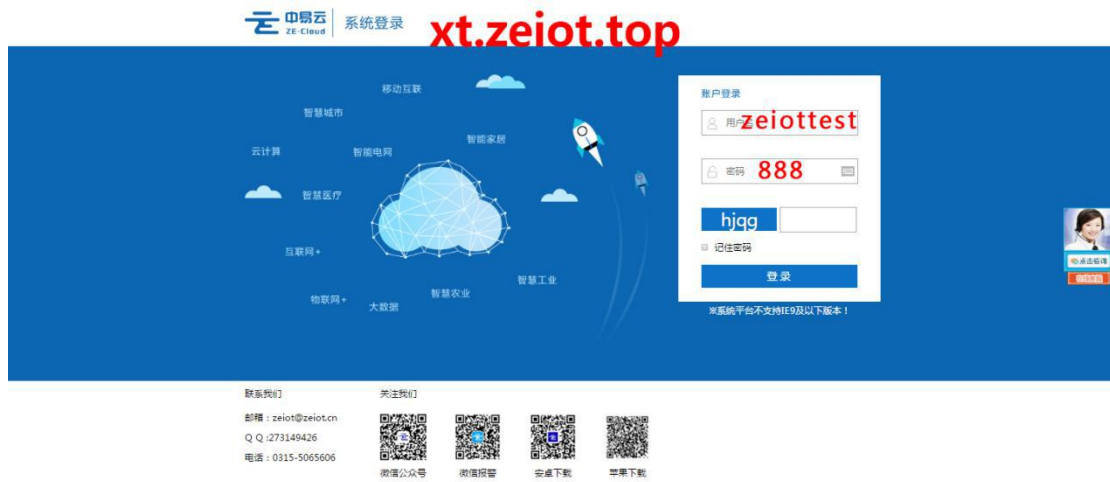 中易云
ZE·Cloud
系统登录
xt.zeiot.top
移动互联
智慧城市
智能家居
云计算
智能电网
智慧医疗
互联网+
智慧工业
智慧农业
物联网+
大数据
账户登录
用户名
zeiottest
密码
888
hjqg
记住密码
登录
※系统平台不支持IE9及以下版本！
点击咨询
联系我们
关注我们
邮箱：zeiot@zeiot.cn
Q Q :273149426
电话：0315-5065606
微信公众号
微信报警
安卓下载
苹果下载